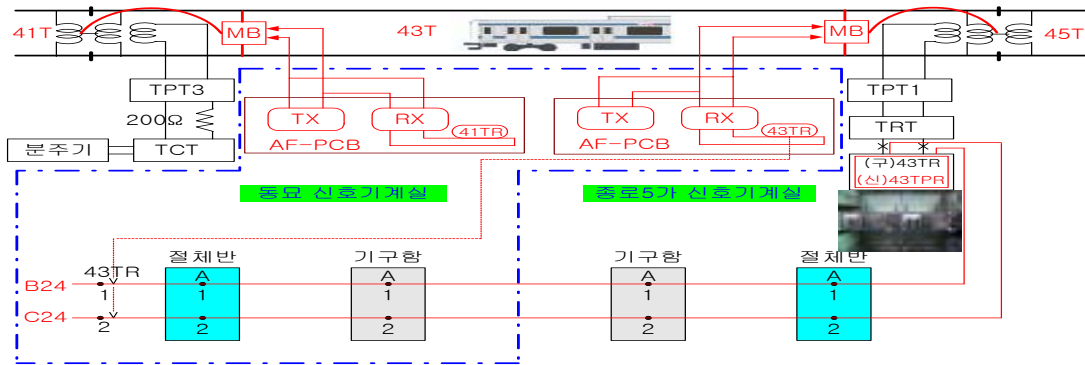 41T
MB
43T
MB
45T
TPT3
TPT1
200Ω
TX
RX
41TR
AF-PCB
TX
RX
43TR
AF-PCB
TRT
분주기
TCT
(구)43TR
(신)43TPR
동묘 신호기계실
종로5가 신호기계실
절체반
기구함
기구함
절체반
43TR
A
A
A
A
B24
1
1
1
1
1
C24
2
2
2
2
2